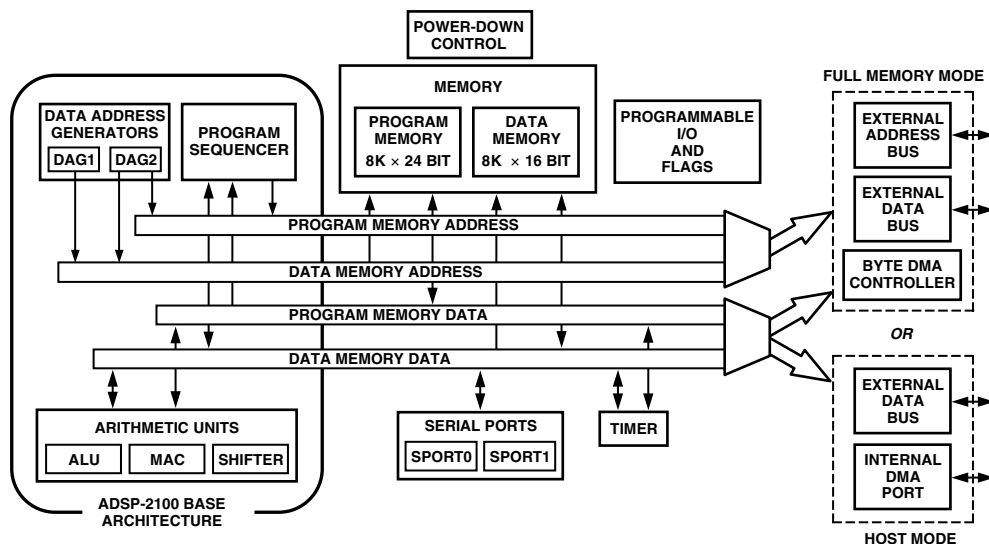 POWER-DOWN
CONTROL
FULL MEMORY MODE
MEMORY
DATA ADDRESS
GENERATORS
DAG1
DAG2
PROGRAM
SEQUENCER
PROGRAM
MEMORY
8K × 24 BIT
DATA
MEMORY
8K × 16 BIT
PROGRAMMABLE
I/O
AND
FLAGS
EXTERNAL
ADDRESS
BUS
EXTERNAL
DATA
BUS
BYTE DMA
CONTROLLER
PROGRAM MEMORY ADDRESS
DATA MEMORY ADDRESS
PROGRAM MEMORY DATA
DATA MEMORY DATA
OR
EXTERNAL
DATA
BUS
INTERNAL
DMA
PORT
HOST MODE
ARITHMETIC UNITS
ALU
MAC
SHIFTER
SERIAL PORTS
SPORT0
SPORT1
TIMER
ADSP-2100 BASE
ARCHITECTURE